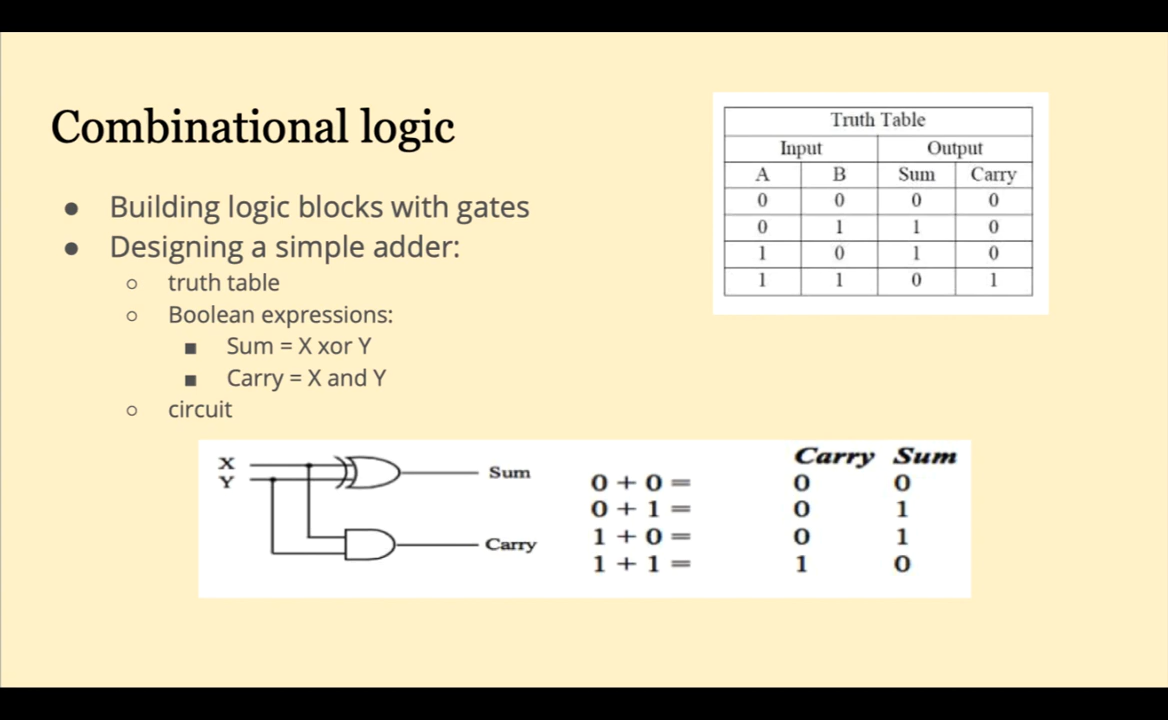 Combinational logic
● Building logic blocks with gates
● Designing a simple adder:
○ truth table
○ Boolean expressions:
■ Sum = X xor Y
■ Carry = X and Y
○ circuit
Truth Table
Input Output
A B Sum Carry
0 0 0 0
0 1 1 0
1 0 1 0
1 1 0 1
X
Y
Sum
Carry
Carry Sum
0 + 0 = 0 0
0 + 1 = 0 1
1 + 0 = 0 1
1 + 1 = 1 0